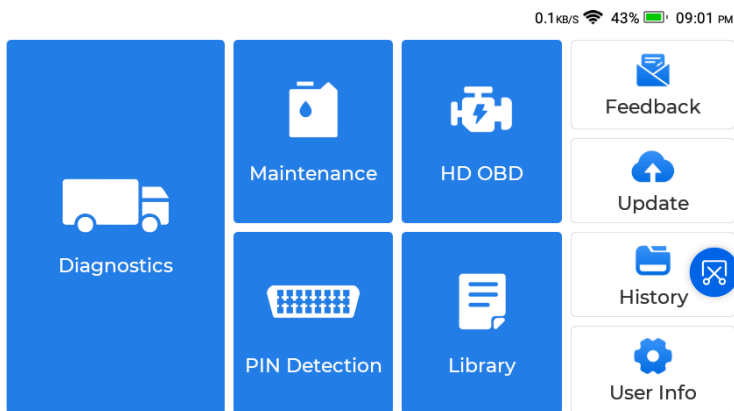 0.1KB/S 43% 09:01 PM
Diagnostics
Maintenance
HD OBD
PIN Detection
Library
Feedback
Update
History
User Info